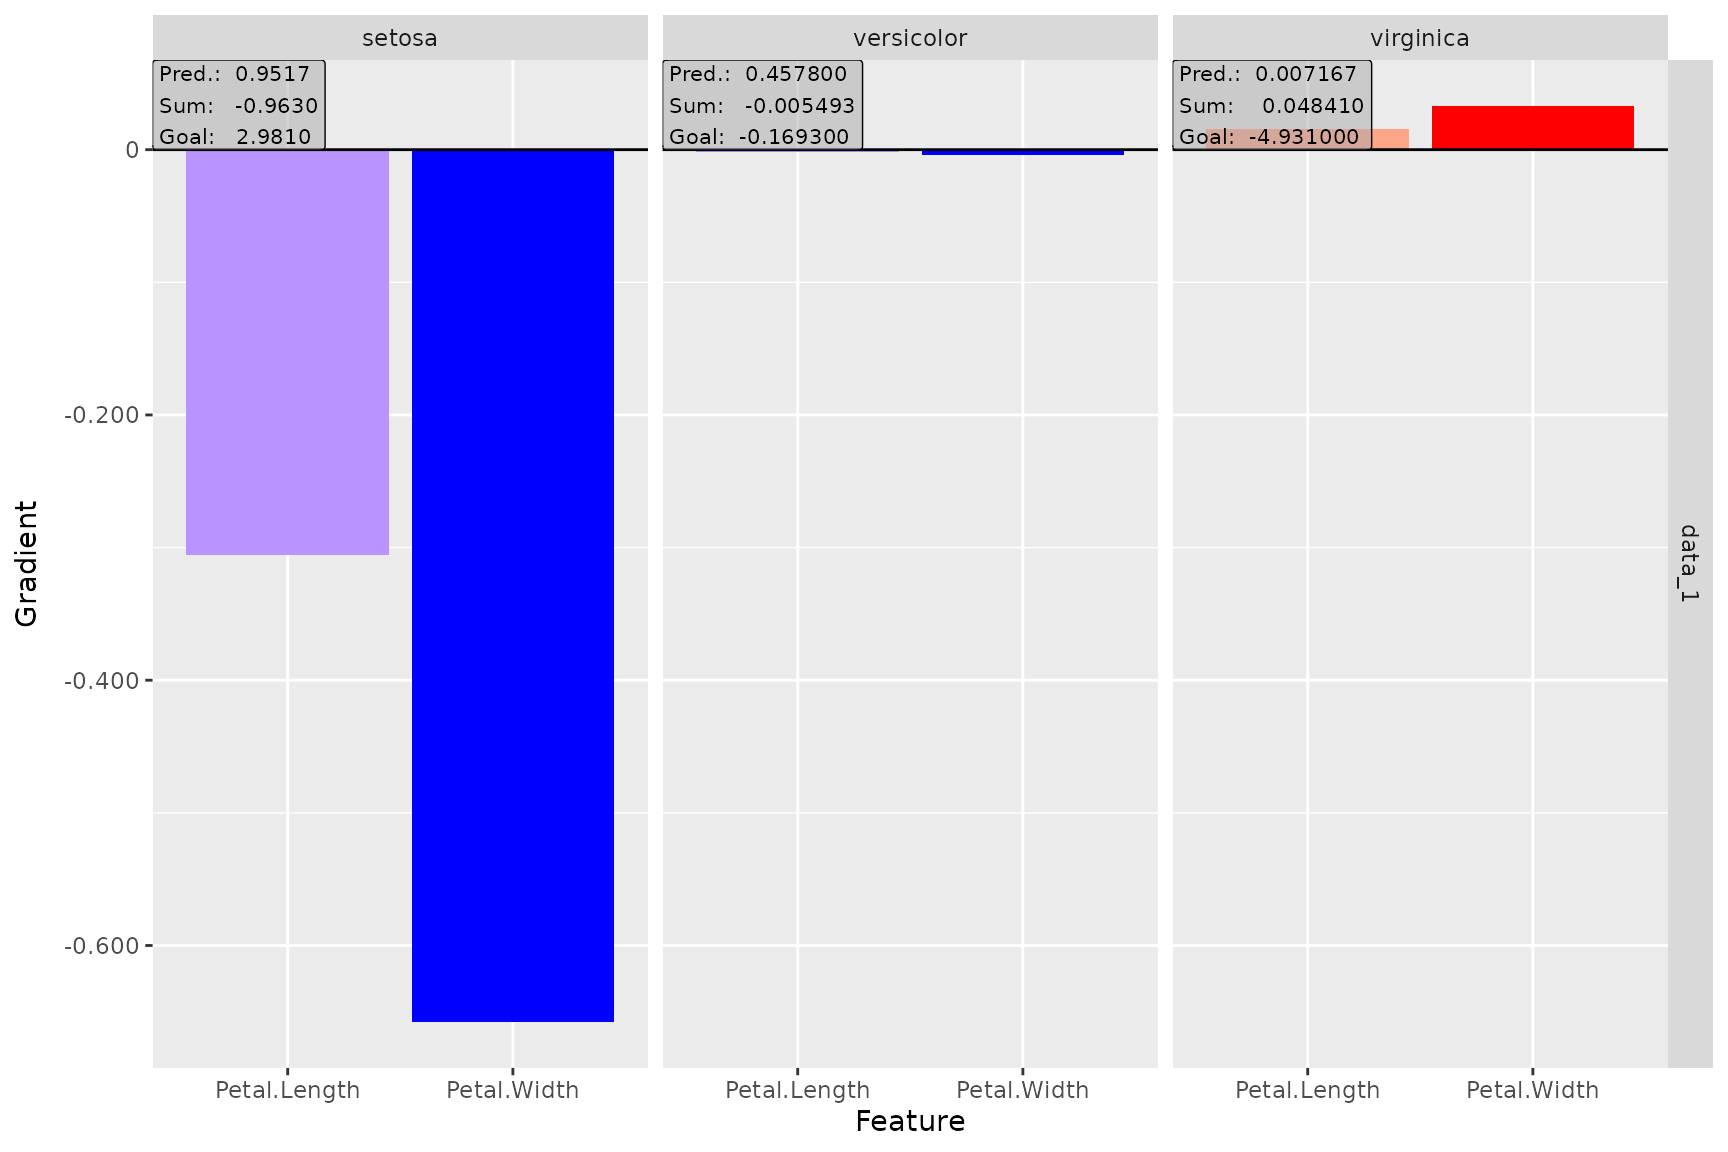 setosa
versicolor
virginica
Pred.: 0.9517
Sum: -0.9630
Goal: 2.9810
Pred.: 0.457800
Sum: -0.005493
Goal: -0.169300
Pred.: 0.007167
Sum: 0.048410
Goal: -4.931000
0
-0.200
-0.400
-0.600
Gradient
data_1
Petal.Length
Petal.Width
Petal.Length
Petal.Width
Petal.Length
Petal.Width
Feature